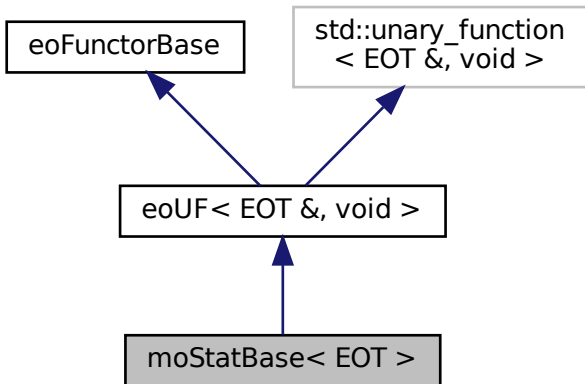 eoFunctorBase
std::unary_function
< EOT &, void >
eoUF< EOT &, void >
moStatBase< EOT >